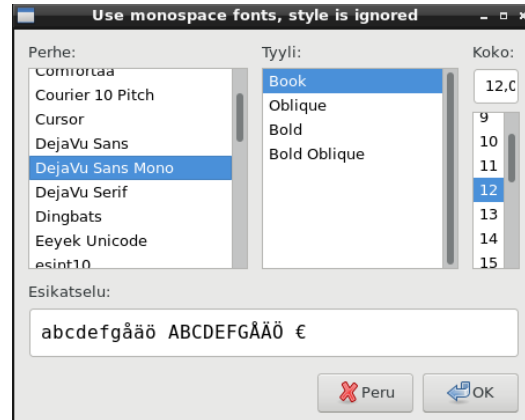 Use monospace fonts, style is ignored
Perhe:
Comfortaa
Courier 10 Pitch
Cursor
DejaVu Sans
DejaVu Sans Mono
DejaVu Serif
Dingbats
Eeyek Unicode
esint10
Tyyli:
Book
Oblique
Bold
Bold Oblique
Koko:
12,0
9
10
11
12
13
14
15
Esikatselu:
abcdefgåäö ABCDEFGÅÄÖ €
Peru
OK